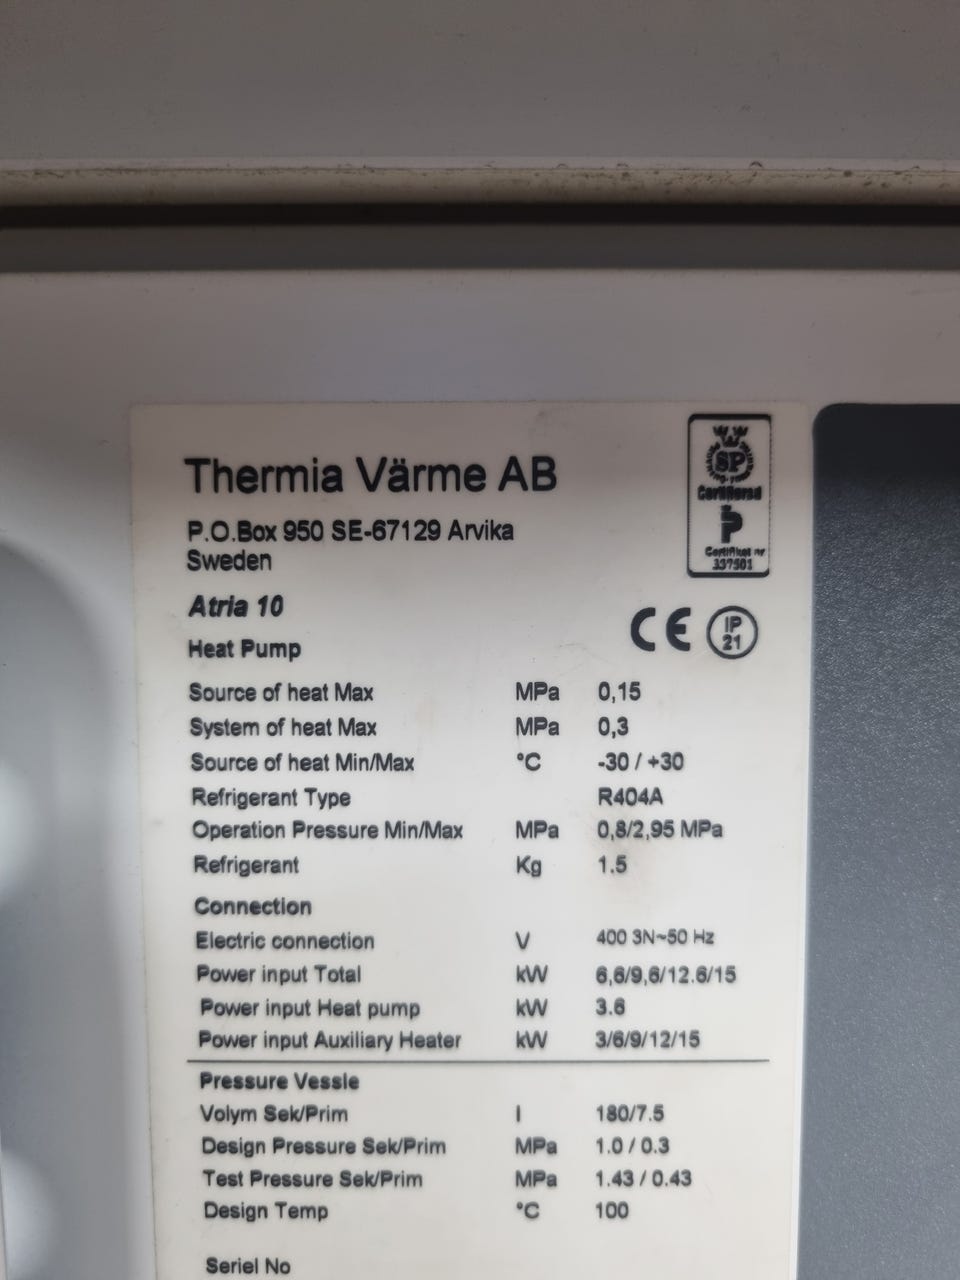 Thermia Värme AB
P.O.Box 950 SE-67129 Arvika
Sweden
Atria 10
Heat Pump
SP
Certifierad
P
Certifikat nr
337501
CE IP 21
Source of heat Max MPa 0,15
System of heat Max MPa 0,3
Source of heat Min/Max °C -30 / +30
Refrigerant Type R404A
Operation Pressure Min/Max MPa 0,8/2,95 MPa
Refrigerant Kg 1.5
Connection
Electric connection V 400 3N~50 Hz
Power input Total kW 6,6/9,6/12.6/15
Power input Heat pump kW 3.6
Power input Auxiliary Heater kW 3/6/9/12/15
Pressure Vessle
Volym Sek/Prim l 180/7.5
Design Pressure Sek/Prim MPa 1.0 / 0.3
Test Pressure Sek/Prim MPa 1.43 / 0.43
Design Temp °C 100
Seriel No